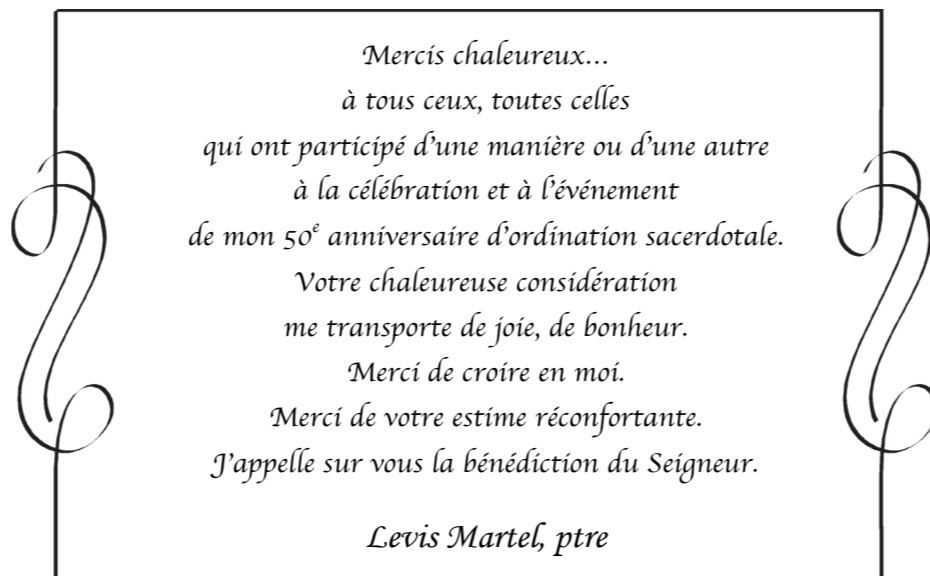 Mercis chaleureux...
à tous ceux, toutes celles
qui ont participé d'une manière ou d'une autre
à la célébration et à l'événement
de mon 50e anniversaire d'ordination sacerdotale.
Votre chaleureuse considération
me transporte de joie, de bonheur.
Merci de croire en moi.
Merci de votre estime réconfortante.
J'appelle sur vous la bénédiction du Seigneur.
Levis Martel, ptre